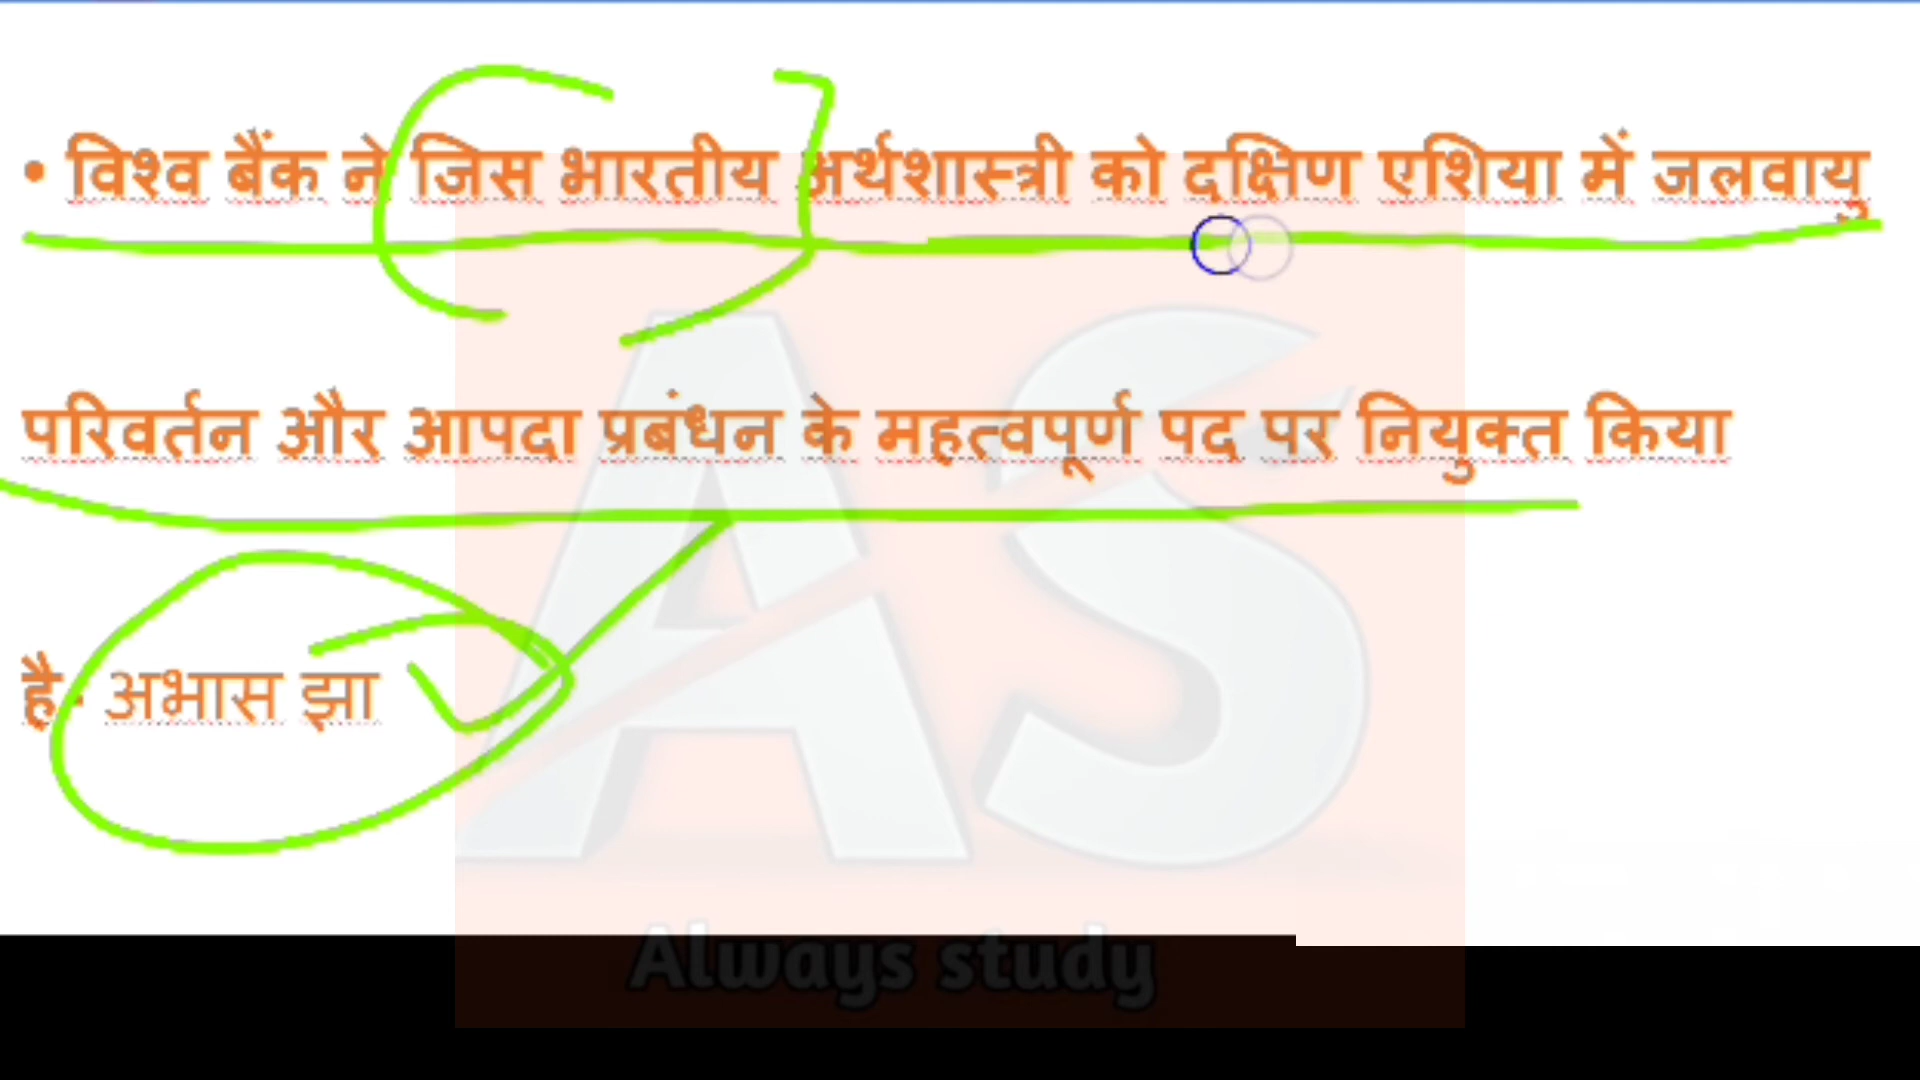 • विश्व बैंक ने जिस भारतीय अर्थशास्त्री को दक्षिण एशिया में जलवायु
परिवर्तन और आपदा प्रबंधन के महत्वपूर्ण पद पर नियुक्त किया
है- अभास झा
AS
Always study